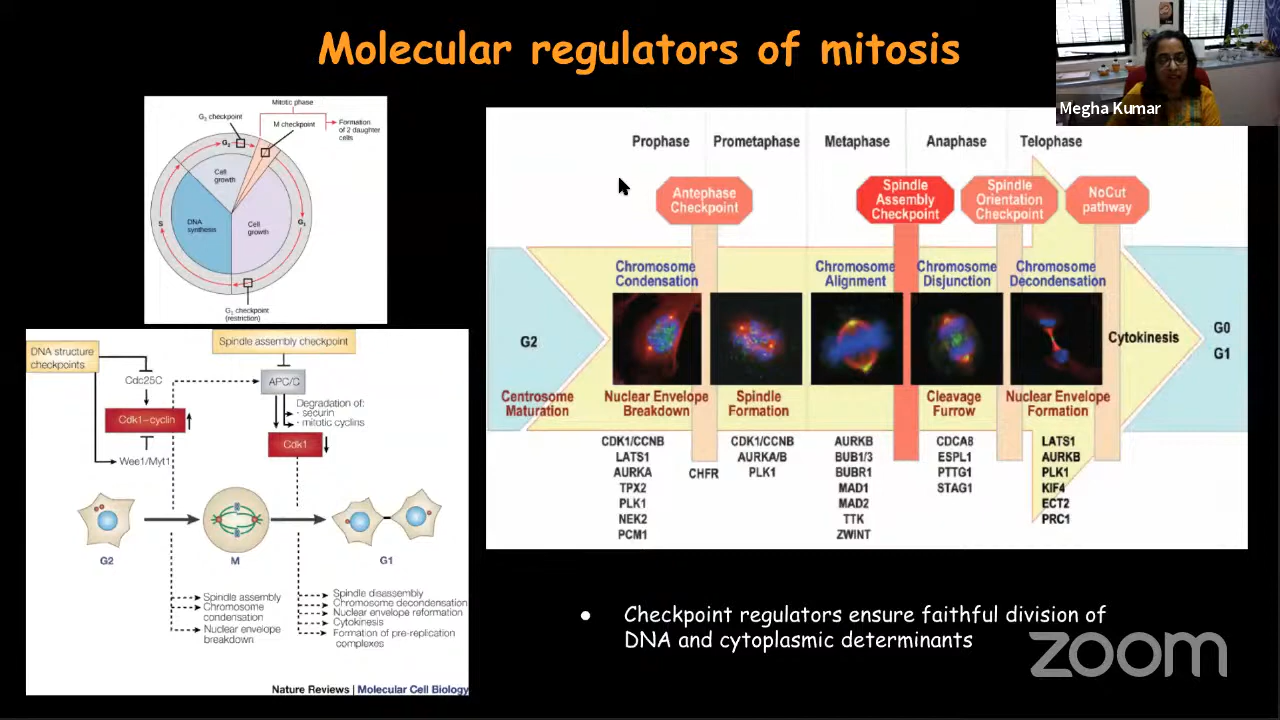 Molecular regulators of mitosis
Megha Kumar
Mitotic phase
G2 checkpoint
M checkpoint
Formation
of 2 daughter
cells
G2
Cell
growth
DNA
synthesis
Cell
growth
S
G1
G1 checkpoint
(restriction)
DNA structure
checkpoints
Spindle assembly checkpoint
Cdc25C
APC/C
Cdk1–cyclin
Degradation of:
- securin
- mitotic cyclins
Cdk1
Wee1/Myt1
G2
M
G1
Spindle assembly
Chromosome
condensation
Nuclear envelope
breakdown
Spindle disassembly
Chromosome decondensation
Nuclear envelope reformation
Cytokinesis
Formation of pre-replication
complexes
Nature Reviews | Molecular Cell Biology
Prophase Prometaphase Metaphase Anaphase Telophase
Antephase
Checkpoint
Spindle
Assembly
Checkpoint
Spindle
Orientation
Checkpoint
NoCut
pathway
Chromosome
Condensation
Chromosome
Alignment
Chromosome
Disjunction
Chromosome
Decondensation
G2
Cytokinesis
G0
G1
Centrosome
Maturation
Nuclear Envelope
Breakdown
Spindle
Formation
Cleavage
Furrow
Nuclear Envelope
Formation
CDK1/CCNB
LATS1
AURKA
TPX2
PLK1
NEK2
PCM1
CHFR
CDK1/CCNB
AURKA/B
PLK1
AURKB
BUB1/3
BUBR1
MAD1
MAD2
TTK
ZWINT
CDCA8
ESPL1
PTTG1
STAG1
LATS1
AURKB
PLK1
KIF4
ECT2
PRC1
● Checkpoint regulators ensure faithful division of
DNA and cytoplasmic determinants
zoom